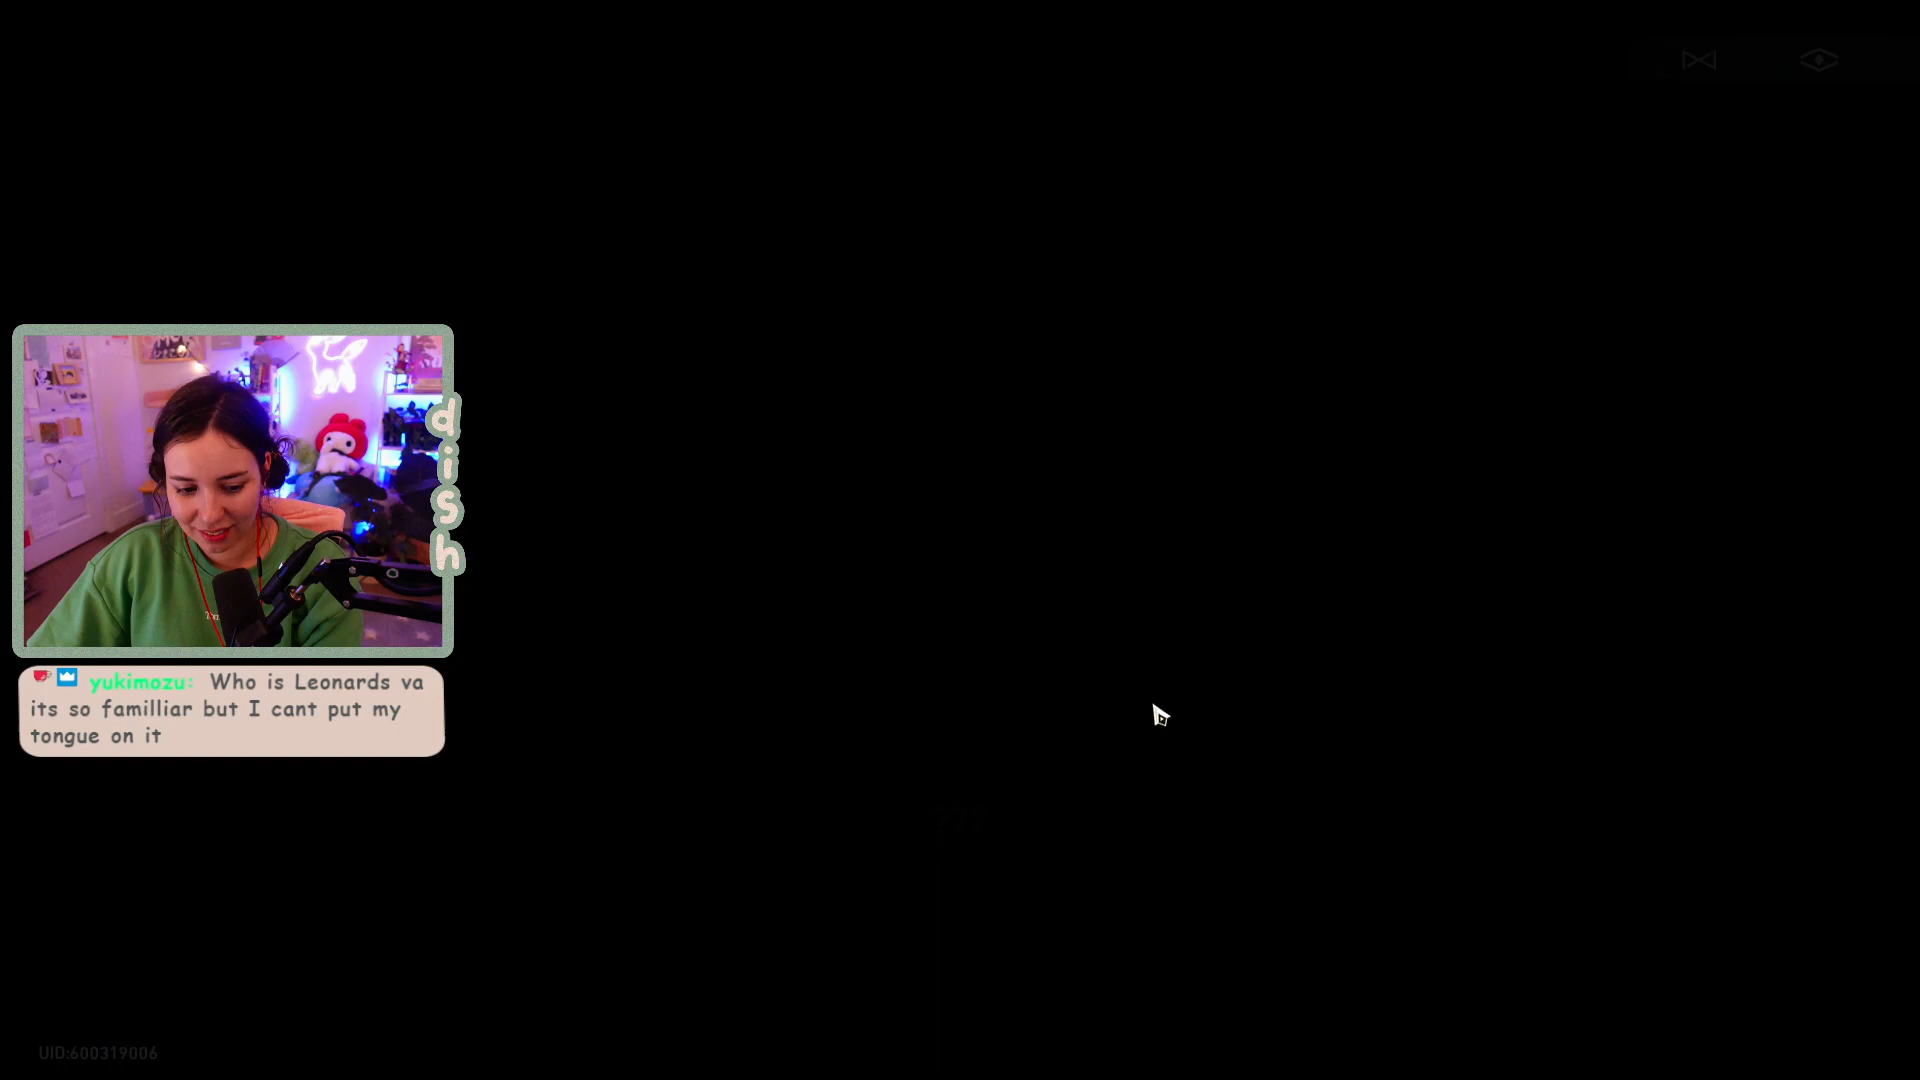 dish
yukimozu: Who is Leonards va
its so familliar but I cant put my
tongue on it
UID:600319006